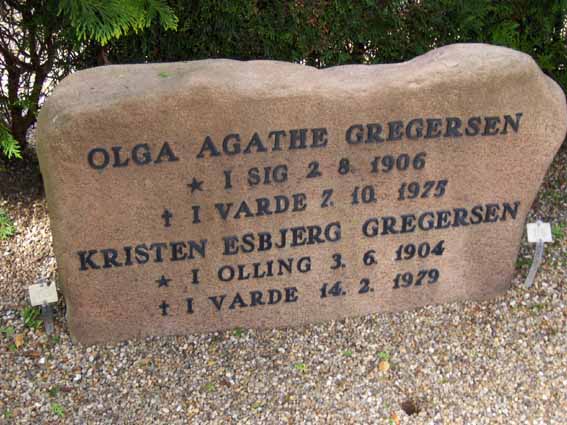 OLGA AGATHE GREGERSEN
★ I SIG 2. 8. 1906
✝ I VARDE 7. 10. 1975
KRISTEN ESBJERG GREGERSEN
★ I OLLING 3. 6. 1904
✝ I VARDE 14. 2. 1979